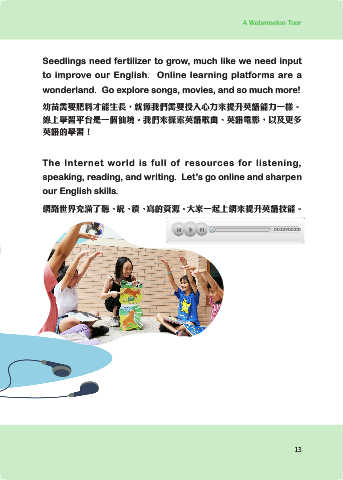 A Watermelon Tour
Seedlings need fertilizer to grow, much like we need input
to improve our English. Online learning platforms are a
wonderland. Go explore songs, movies, and so much more!
幼苗需要肥料才能生長，就像我們需要投入心力來提升英語能力一樣。
線上學習平台是一個仙境。我們來探索英語歌曲、英語電影，以及更多
英語的學習！
The Internet world is full of resources for listening,
speaking, reading, and writing. Let's go online and sharpen
our English skills.
網路世界充滿了聽、說、讀、寫的資源。大家一起上網來提升英語技能。
13